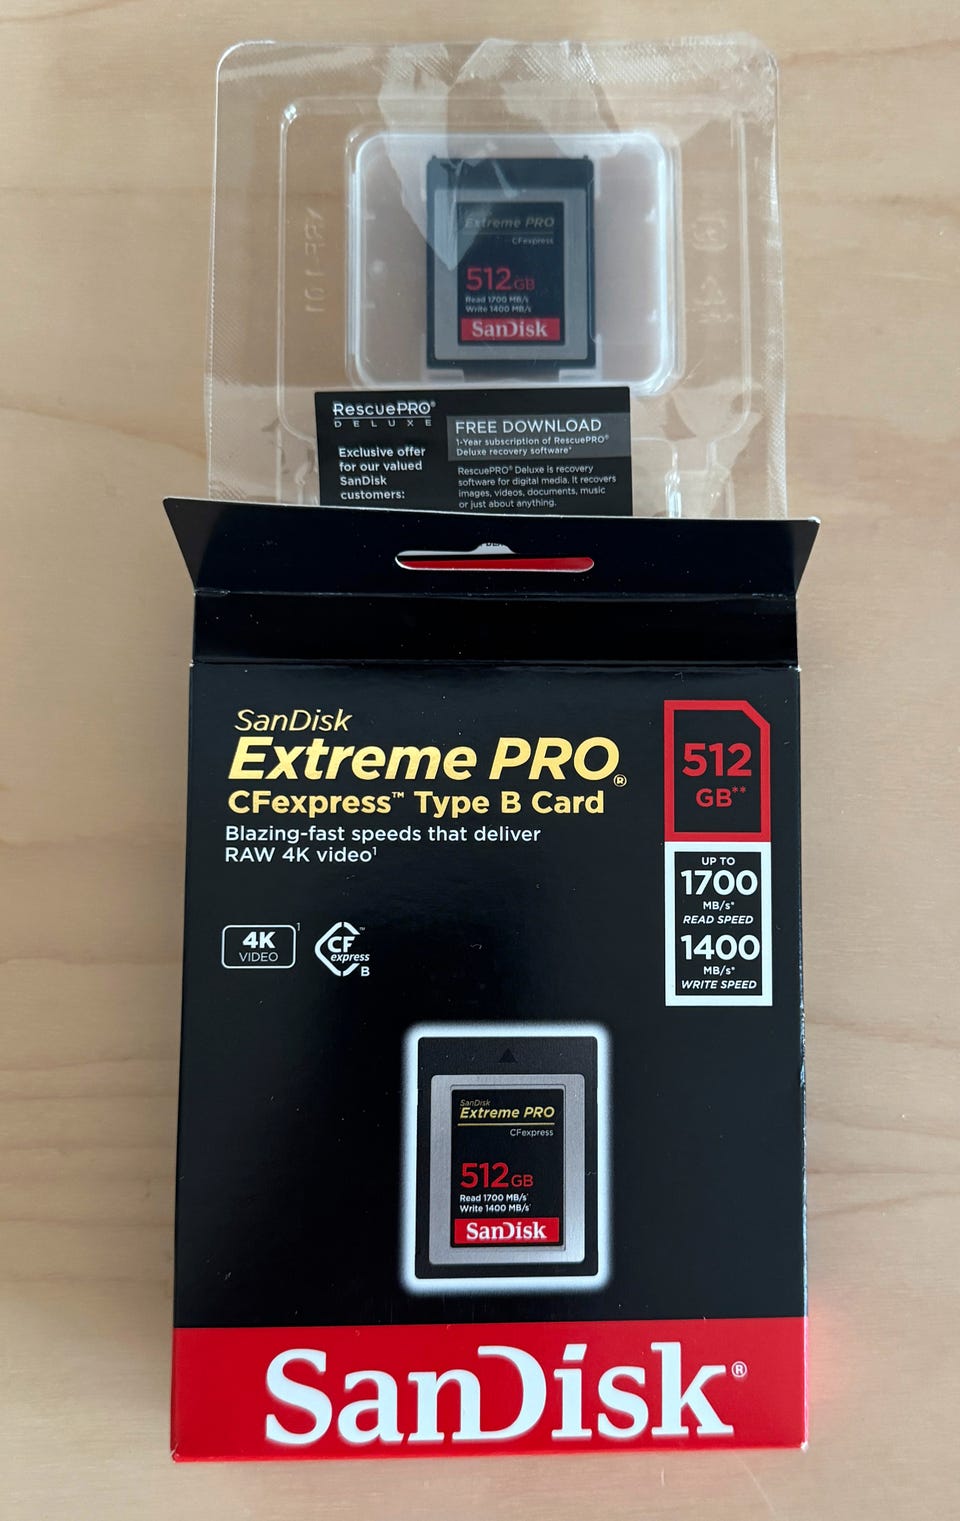 Extreme PRO
CFexpress
512GB
Read 1700 MB/s
Write 1400 MB/s
SanDisk
RescuePRO®
DELUXE
Exclusive offer
for our valued
SanDisk
customers:
FREE DOWNLOAD
1-Year subscription of RescuePRO®
Deluxe recovery software*
RescuePRO® Deluxe is recovery
software for digital media. It recovers
images, videos, documents, music
or just about anything.
SanDisk
Extreme PRO®
CFexpress™ Type B Card
Blazing-fast speeds that deliver
RAW 4K video¹
512
GB**
UP TO
1700
MB/s*
READ SPEED
1400
MB/s*
WRITE SPEED
4K¹
VIDEO
CF™
express
B
SanDisk
Extreme PRO
CFexpress
512GB
Read 1700 MB/s
Write 1400 MB/s
SanDisk
SanDisk®